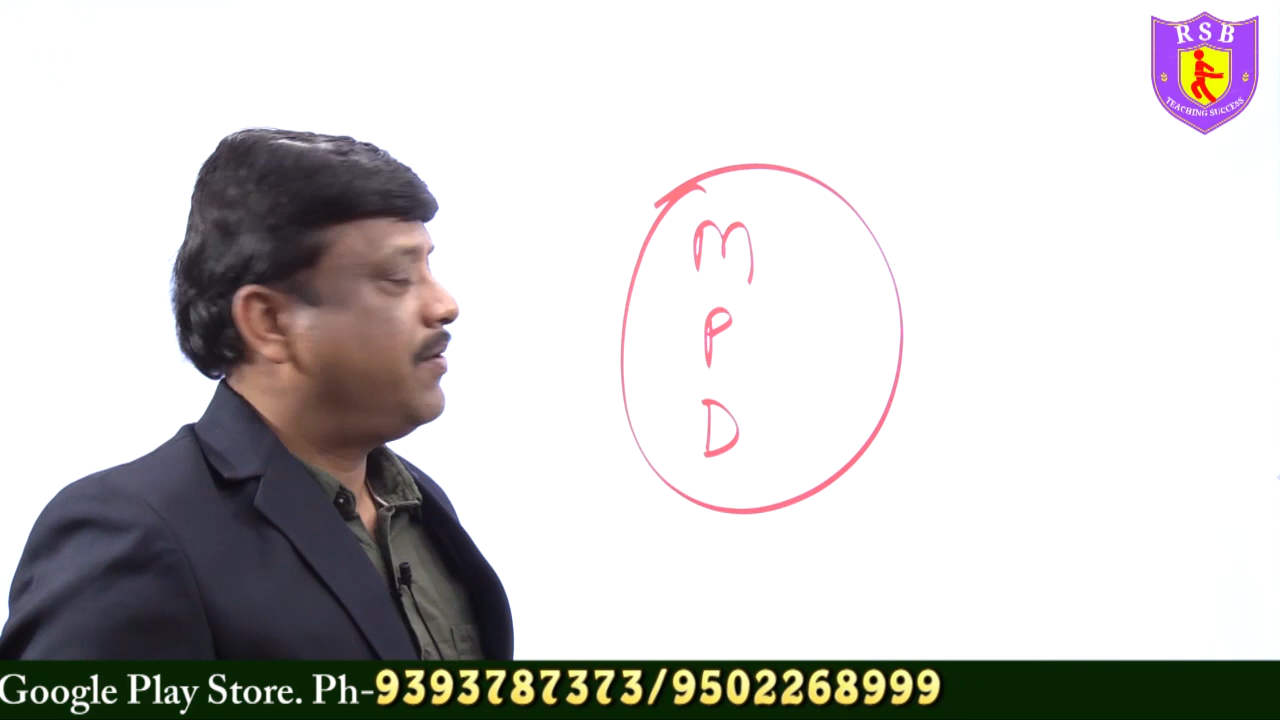 RSB
TEACHING SUCCESS
M
P
D
Google Play Store. Ph-9393787373/9502268999